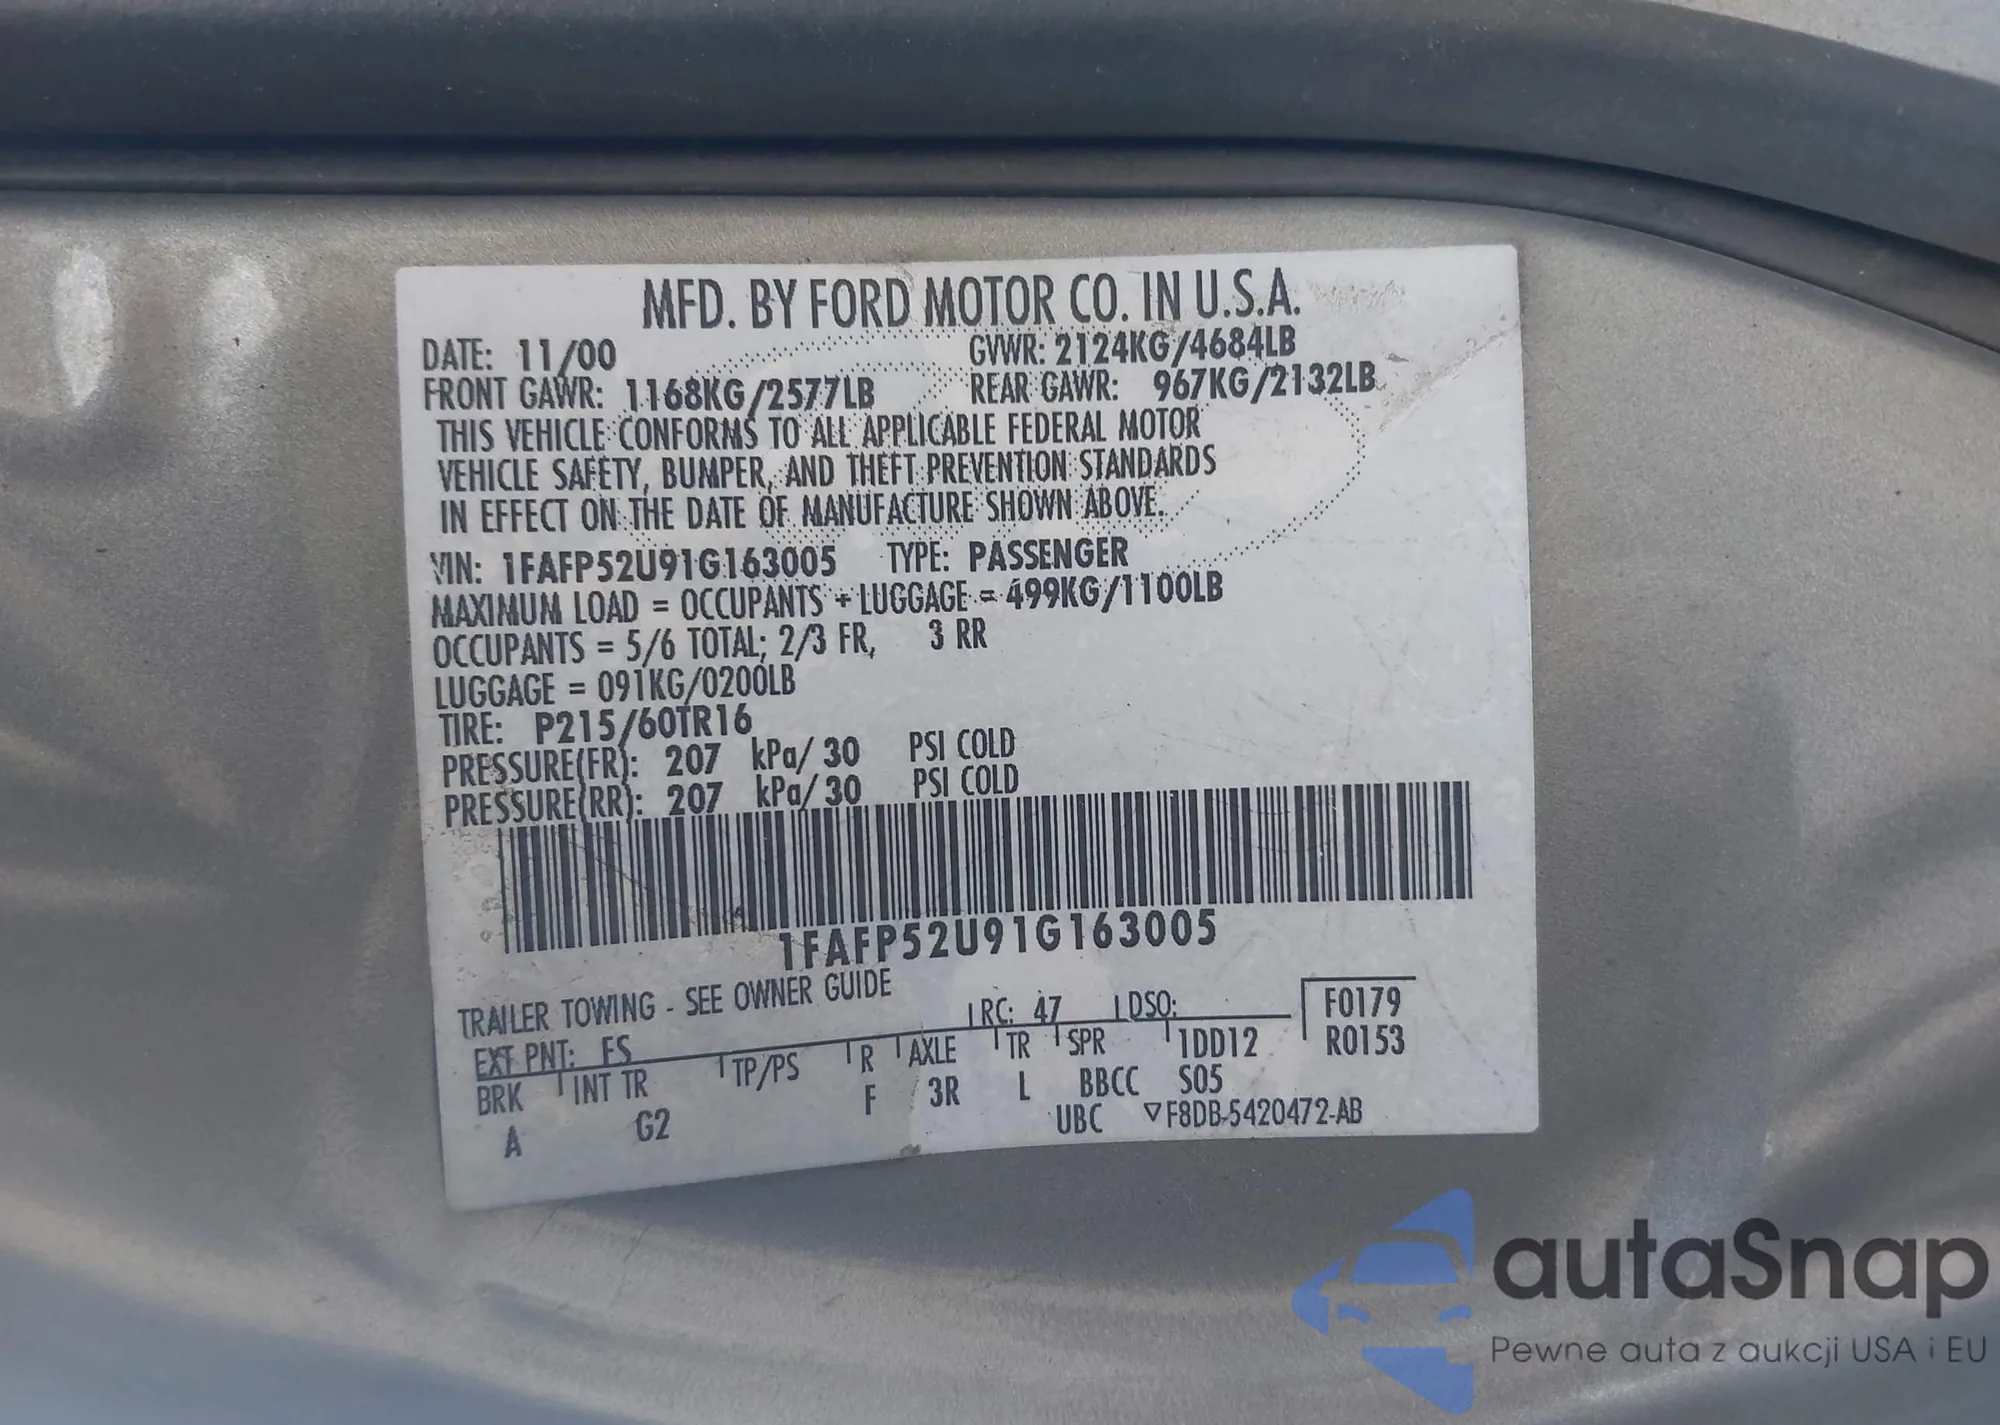 MFD. BY FORD MOTOR CO. IN U.S.A.
DATE: 11/00 GVWR: 2124KG/4684LB
FRONT GAWR: 1168KG/2577LB REAR GAWR: 967KG/2132LB
THIS VEHICLE CONFORMS TO ALL APPLICABLE FEDERAL MOTOR
VEHICLE SAFETY, BUMPER, AND THEFT PREVENTION STANDARDS
IN EFFECT ON THE DATE OF MANUFACTURE SHOWN ABOVE.
VIN: 1FAFP52U91G163005 TYPE: PASSENGER
MAXIMUM LOAD = OCCUPANTS + LUGGAGE = 499KG/1100LB
OCCUPANTS = 5/6 TOTAL; 2/3 FR, 3 RR
LUGGAGE = 091KG/0200LB
TIRE: P215/60TR16
PRESSURE(FR): 207 kPa/ 30 PSI COLD
PRESSURE(RR): 207 kPa/ 30 PSI COLD
1FAFP52U91G163005
TRAILER TOWING - SEE OWNER GUIDE
EXT PNT: FS RC: 47 DSO: F0179
BRK INT TR TP/PS R AXLE TR SPR 1DD12 R0153
A G2 F 3R L BBCC S05
UBC ▽F8DB-5420472-AB
autaSnap
Pewne auta z aukcji USA i EU